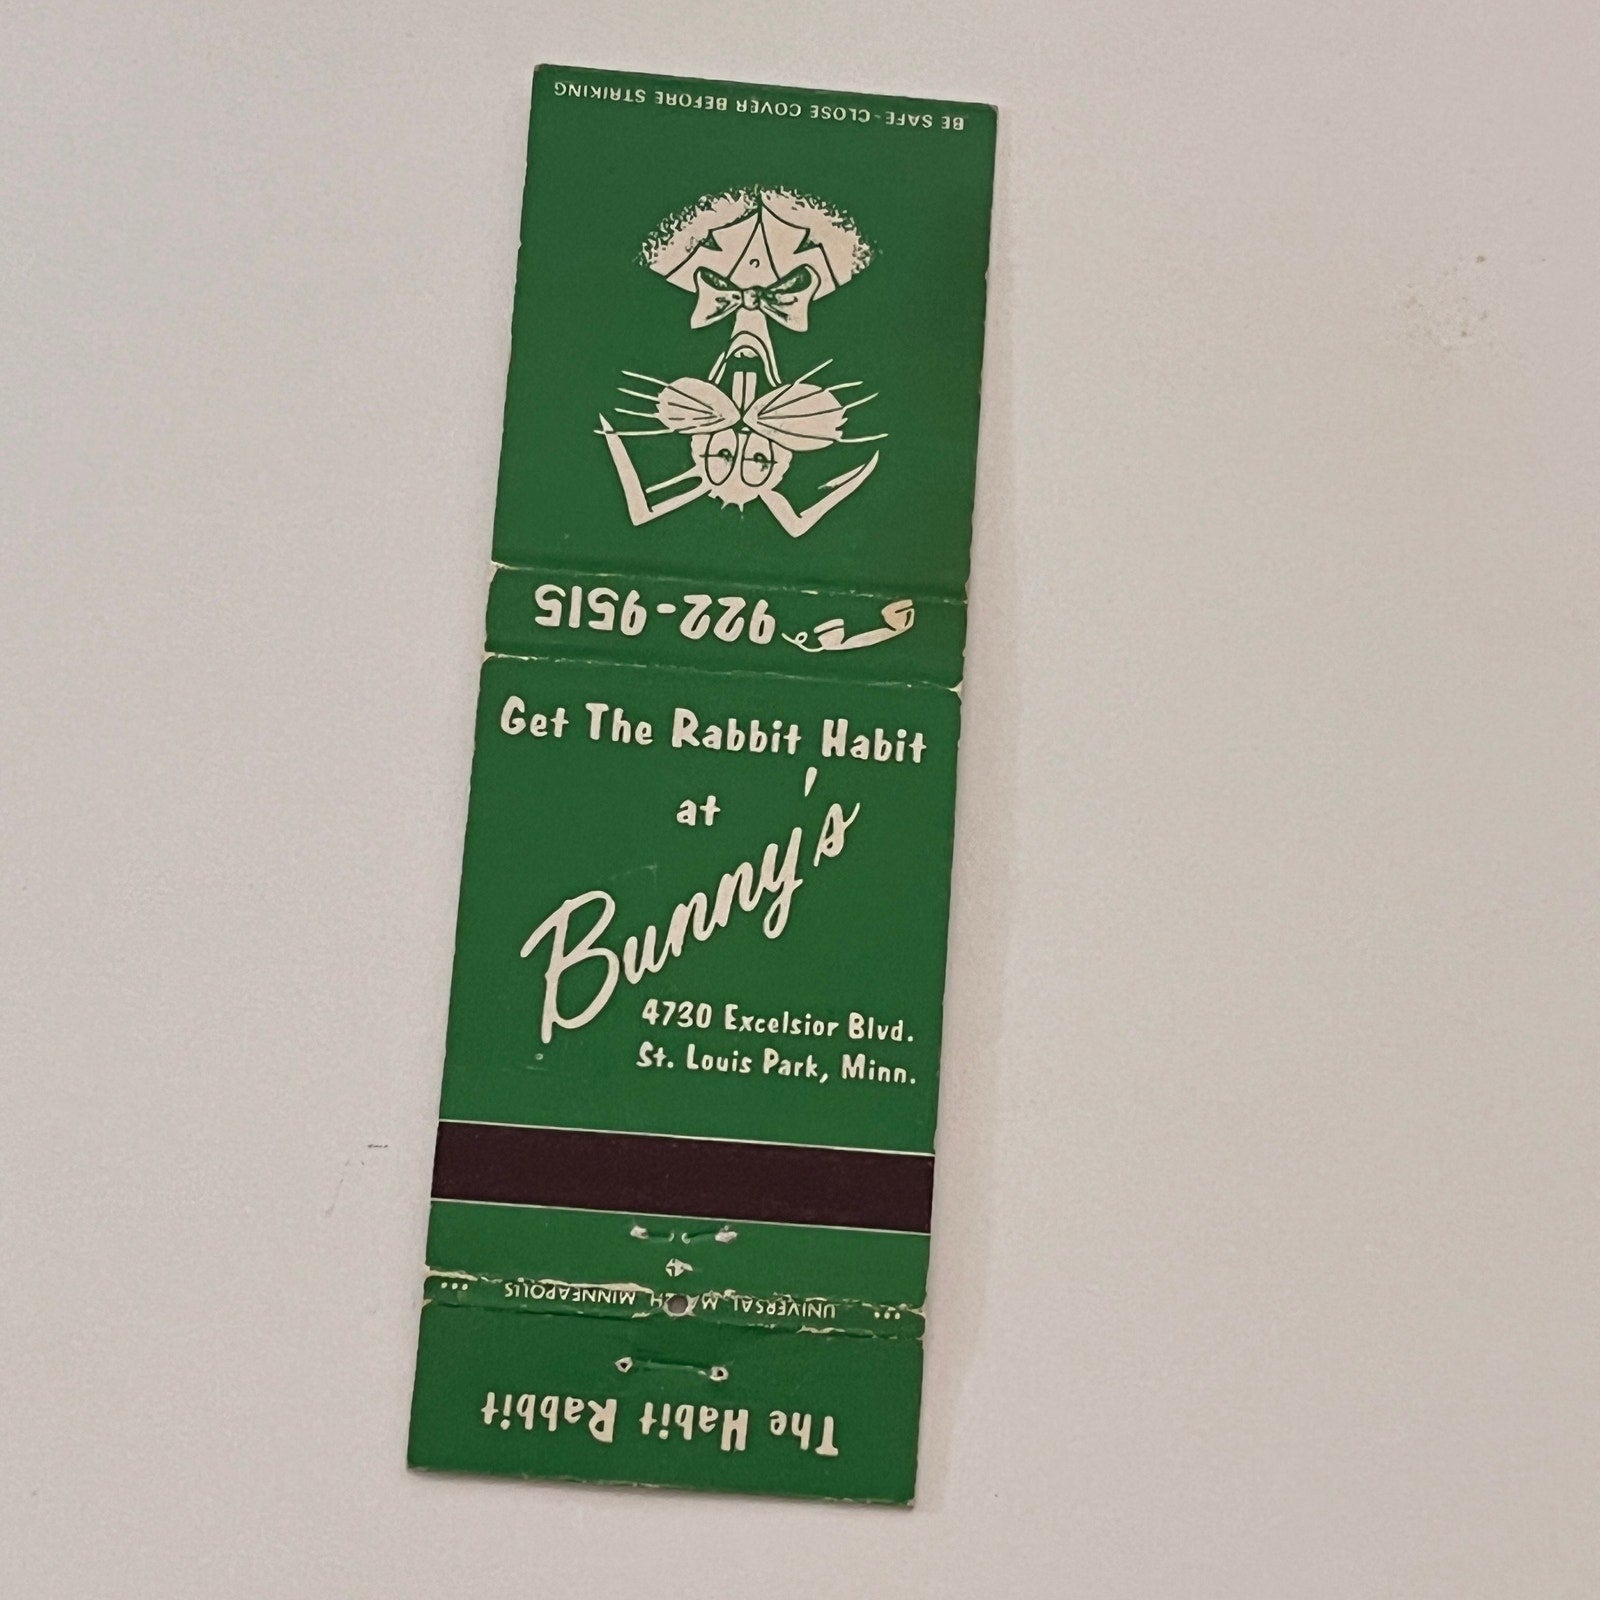 BE SAFE - CLOSE COVER BEFORE STRIKING
922-9515
Get The Rabbit Habit
at
Bunny's
4730 Excelsior Blvd.
St. Louis Park, Minn.
UNIVERSAL MINNEAPOLIS
The Habit Rabbit